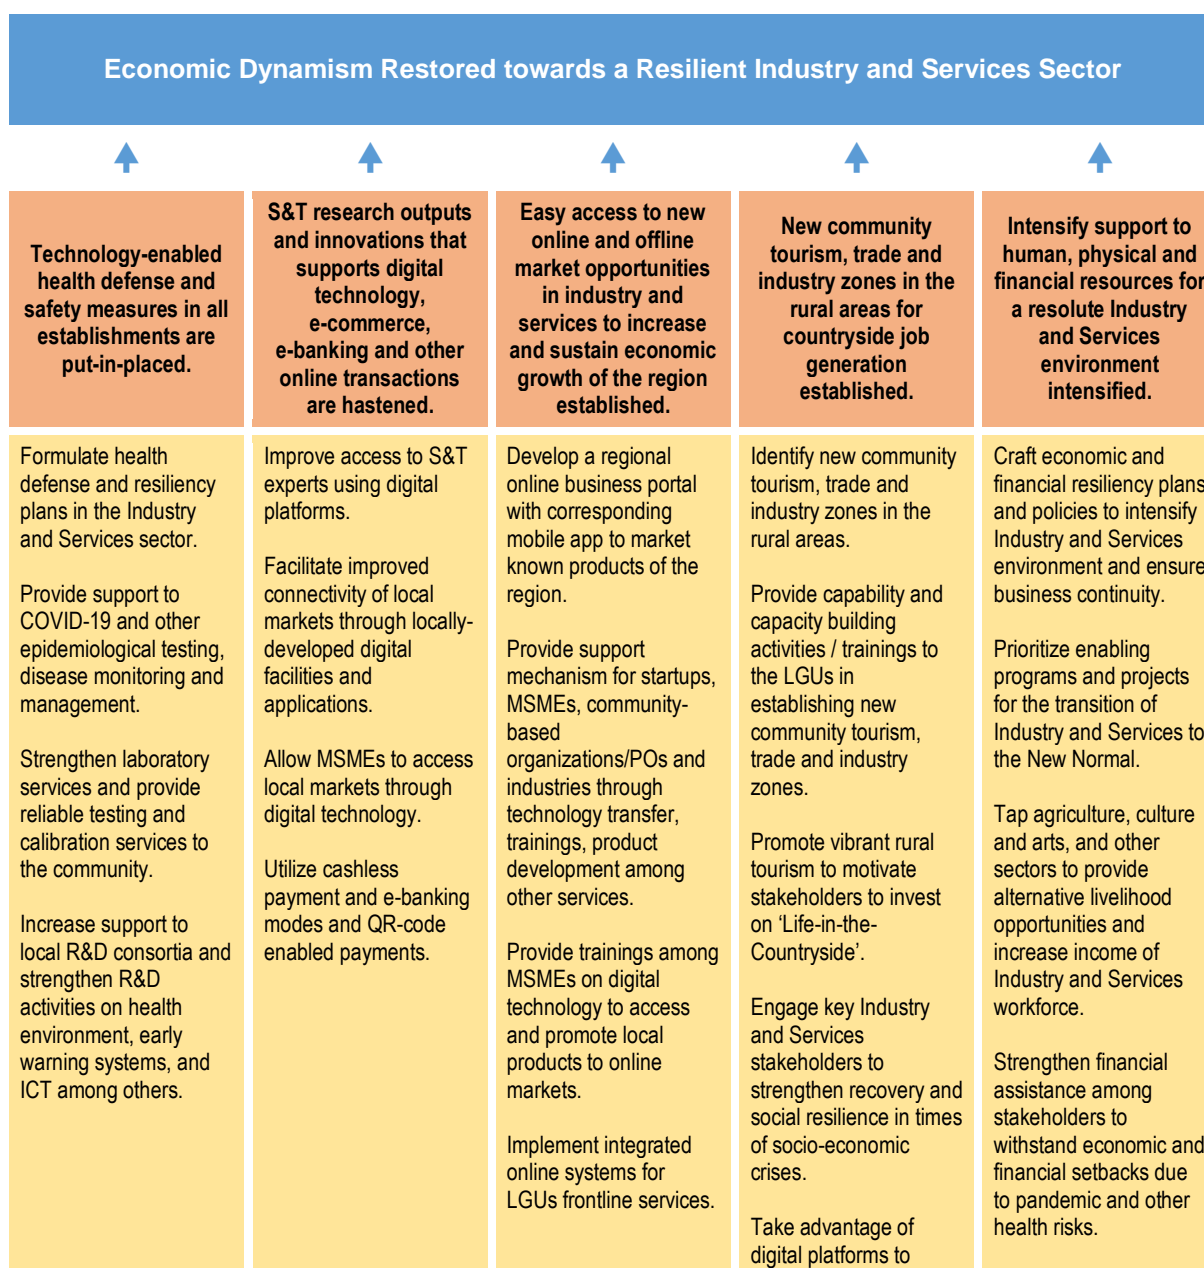 Economic Dynamism Restored towards a Resilient Industry and Services Sector
Technology-enabled
health defense and
safety measures in all
establishments are
put-in-placed.
S&T research outputs
and innovations that
supports digital
technology,
e-commerce,
e-banking and other
online transactions
are hastened.
Easy access to new
online and offline
market opportunities
in industry and
services to increase
and sustain economic
growth of the region
established.
New community
tourism, trade and
industry zones in the
rural areas for
countryside job
generation
established.
Intensify support to
human, physical and
financial resources for
a resolute Industry
and Services
environment
intensified.
Formulate health
defense and resiliency
plans in the Industry
and Services sector.
Provide support to
COVID-19 and other
epidemiological testing,
disease monitoring and
management.
Strengthen laboratory
services and provide
reliable testing and
calibration services to
the community.
Increase support to
local R&D consortia and
strengthen R&D
activities on health
environment, early
warning systems, and
ICT among others.
Improve access to S&T
experts using digital
platforms.
Facilitate improved
connectivity of local
markets through locally-
developed digital
facilities and
applications.
Allow MSMEs to access
local markets through
digital technology.
Utilize cashless
payment and e-banking
modes and QR-code
enabled payments.
Develop a regional
online business portal
with corresponding
mobile app to market
known products of the
region.
Provide support
mechanism for startups,
MSMEs, community-
based
organizations/POs and
industries through
technology transfer,
trainings, product
development among
other services.
Provide trainings among
MSMEs on digital
technology to access
and promote local
products to online
markets.
Implement integrated
online systems for
LGUs frontline services.
Identify new community
tourism, trade and
industry zones in the
rural areas.
Provide capability and
capacity building
activities / trainings to
the LGUs in
establishing new
community tourism,
trade and industry
zones.
Promote vibrant rural
tourism to motivate
stakeholders to invest
on ‘Life-in-the-
Countryside’.
Engage key Industry
and Services
stakeholders to
strengthen recovery and
social resilience in times
of socio-economic
crises.
Take advantage of
digital platforms to
Craft economic and
financial resiliency plans
and policies to intensify
Industry and Services
environment and ensure
business continuity.
Prioritize enabling
programs and projects
for the transition of
Industry and Services to
the New Normal.
Tap agriculture, culture
and arts, and other
sectors to provide
alternative livelihood
opportunities and
increase income of
Industry and Services
workforce.
Strengthen financial
assistance among
stakeholders to
withstand economic and
financial setbacks due
to pandemic and other
health risks.